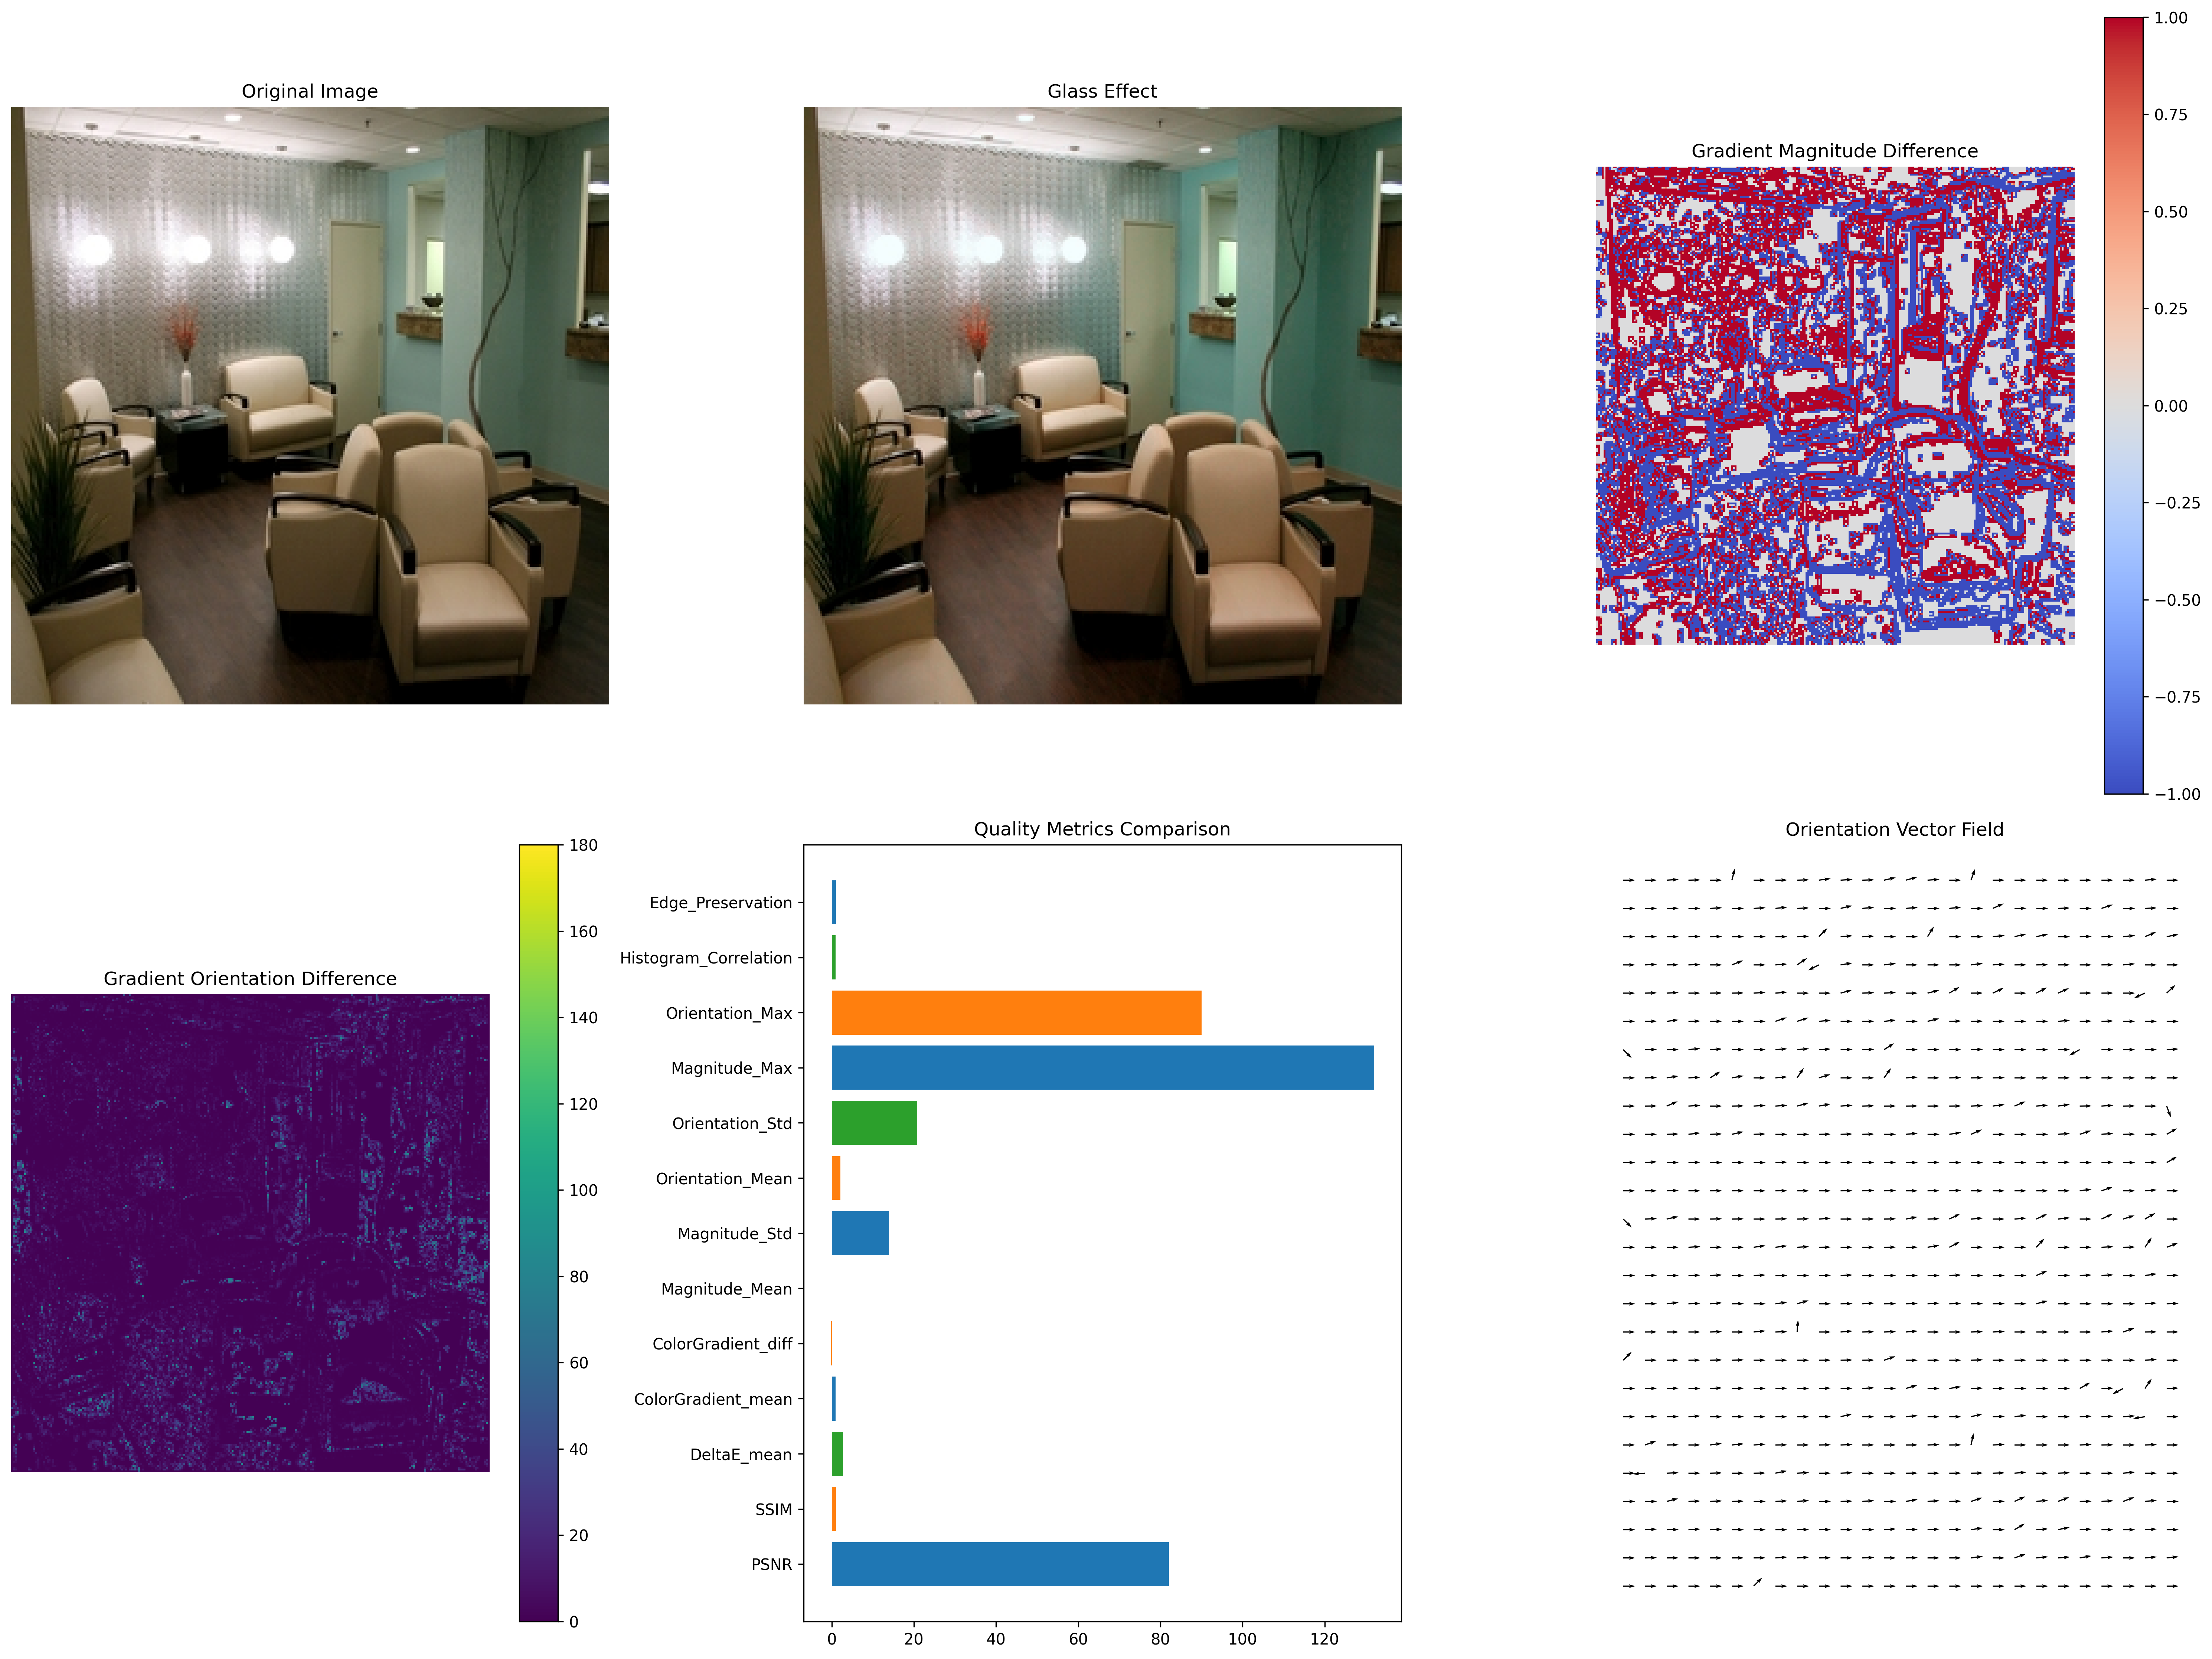 Original Image
Glass Effect
Gradient Magnitude Difference
1.00
0.75
0.50
0.25
0.00
−0.25
−0.50
−0.75
−1.00
Gradient Orientation Difference
180
160
140
120
100
80
60
40
20
0
Quality Metrics Comparison
Edge_Preservation
Histogram_Correlation
Orientation_Max
Magnitude_Max
Orientation_Std
Orientation_Mean
Magnitude_Std
Magnitude_Mean
ColorGradient_diff
ColorGradient_mean
DeltaE_mean
SSIM
PSNR
0 20 40 60 80 100 120
Orientation Vector Field